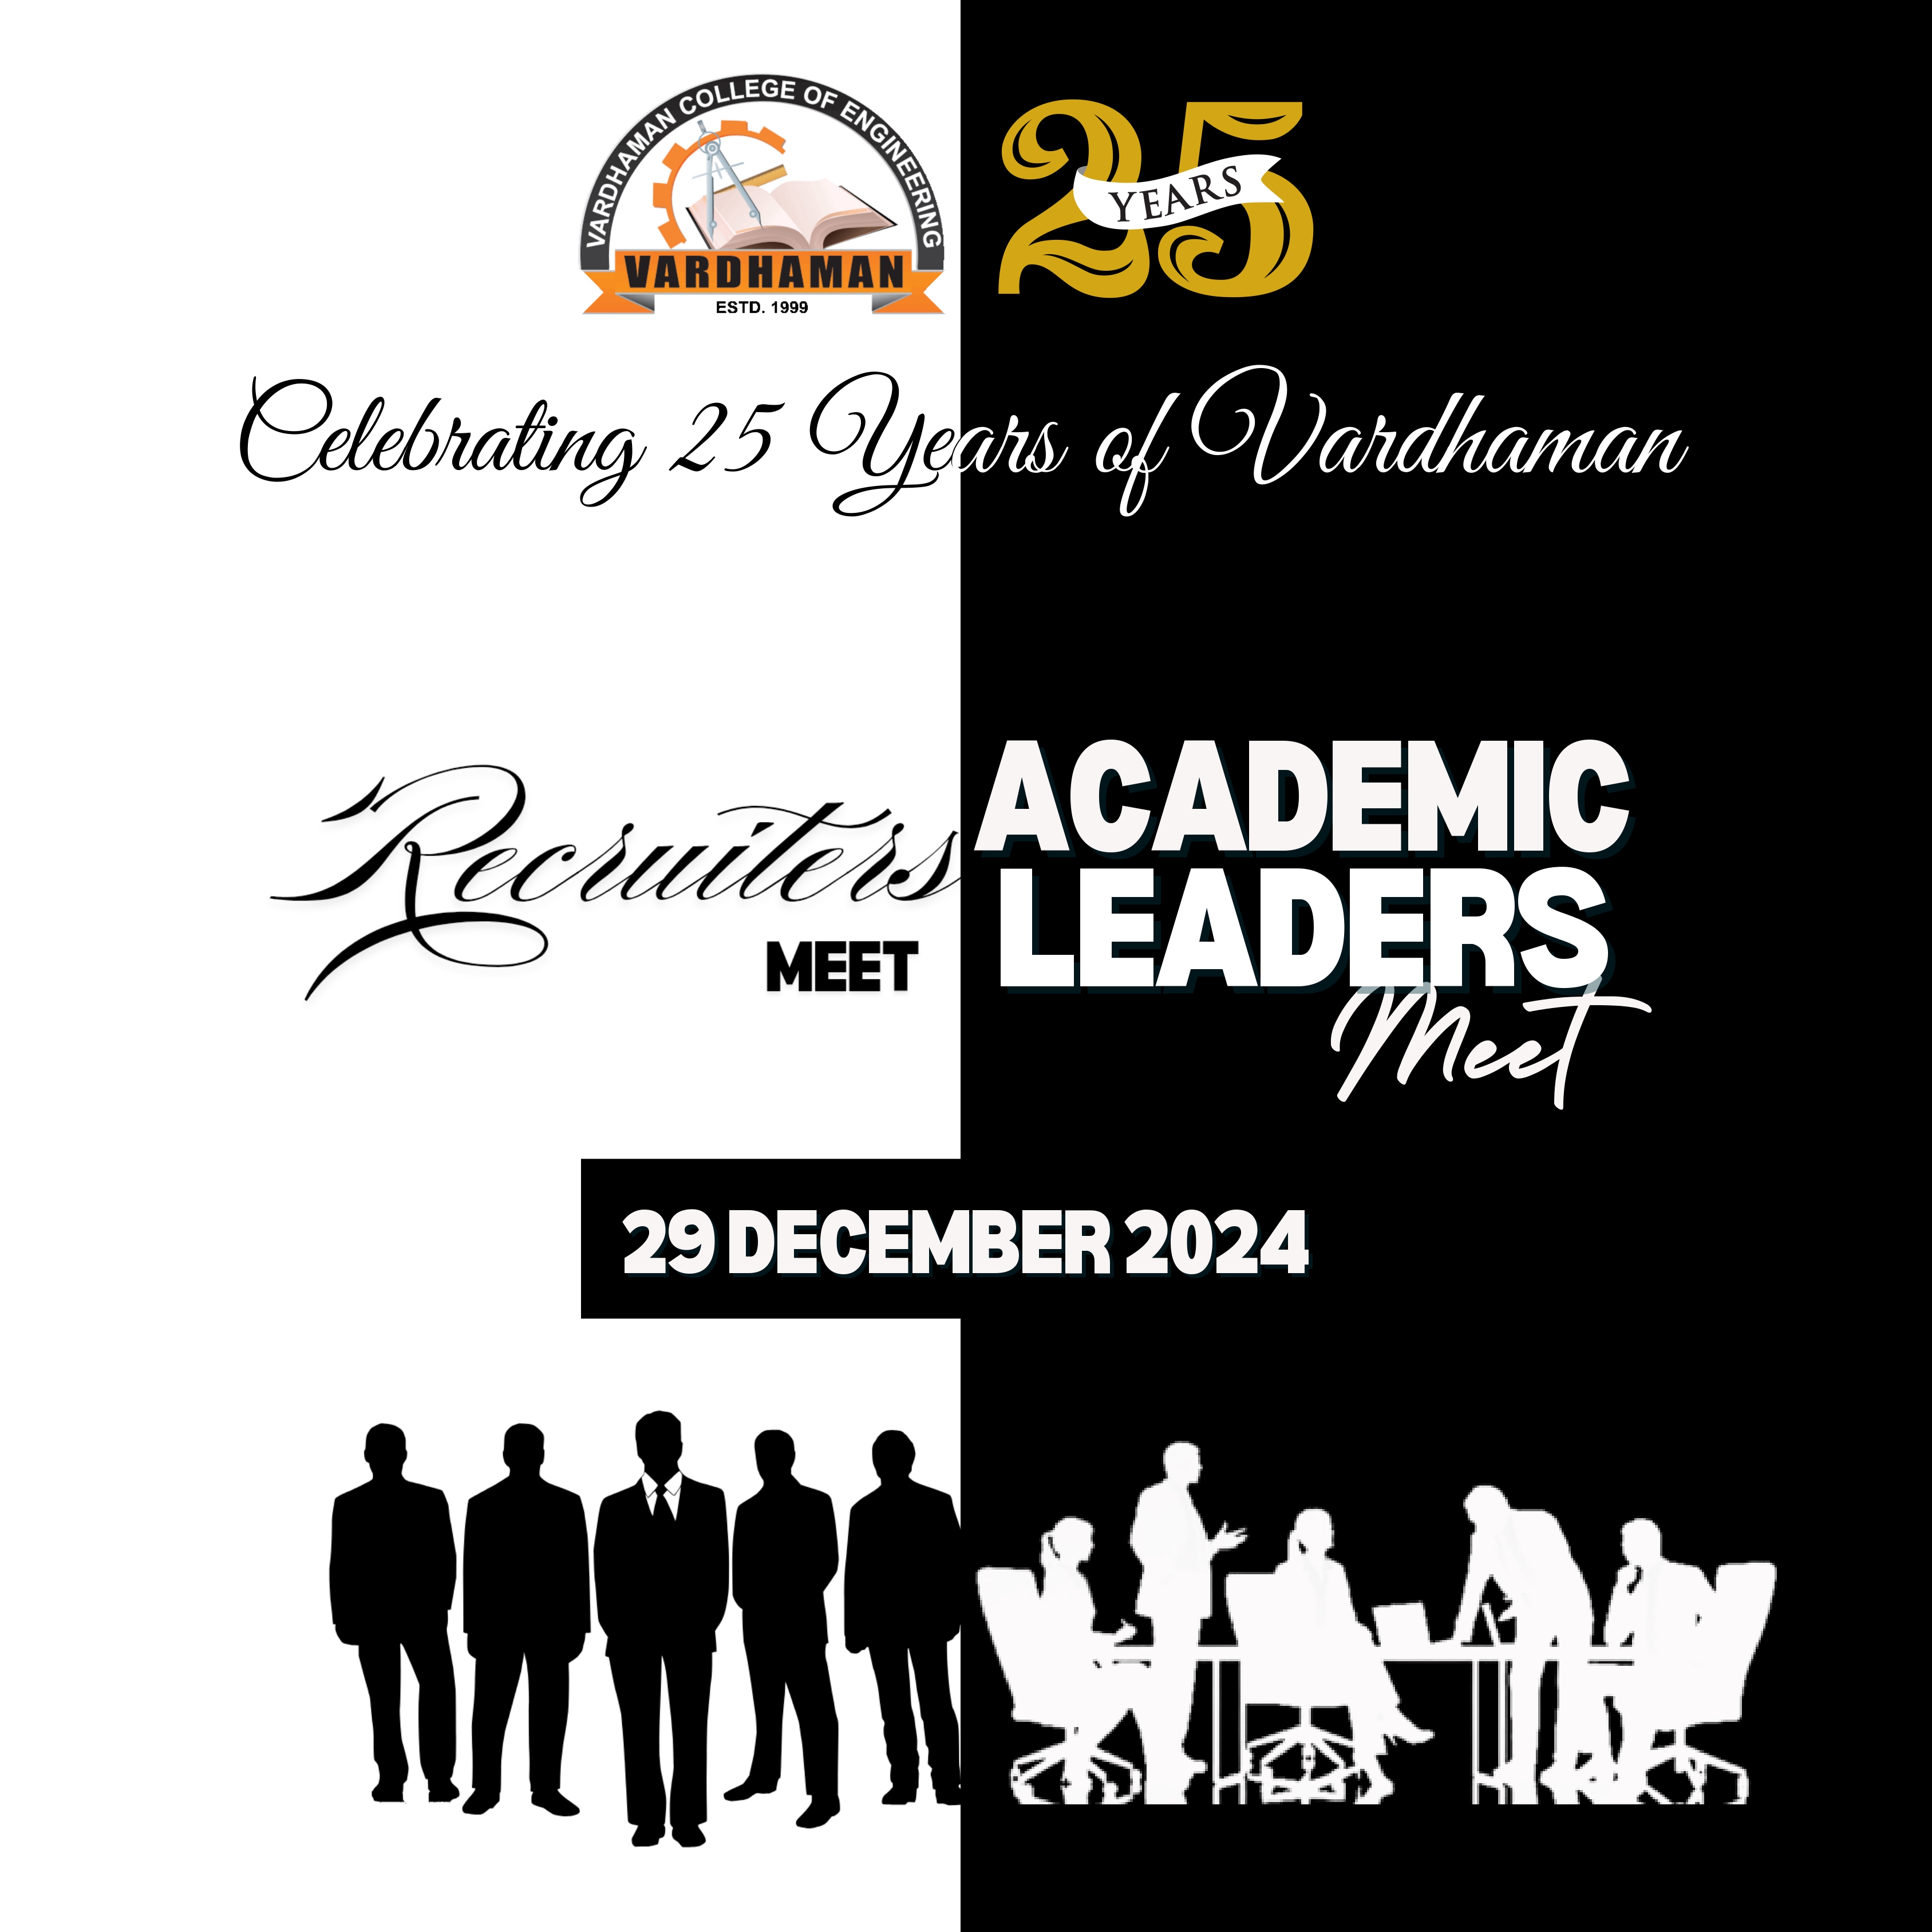 VARDHAMAN COLLEGE OF ENGINEERING
VARDHAMAN
ESTD. 1999
25
YEARS
Celebrating 25 Years of Vardhaman
Recruiters
MEET
ACADEMIC
LEADERS
Meet
29 DECEMBER 2024